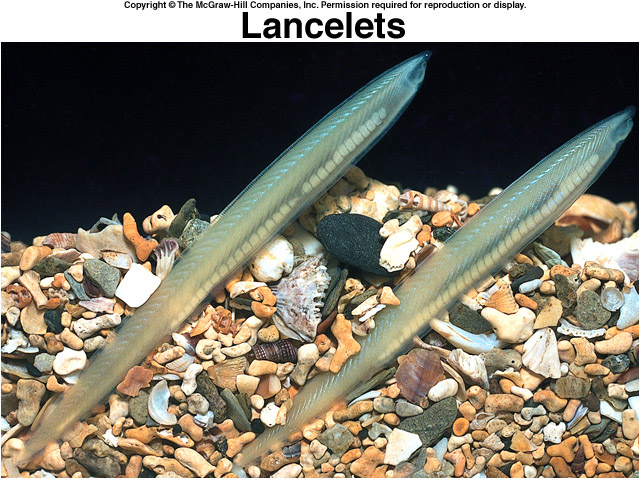 Copyright © The McGraw-Hill Companies, Inc. Permission required for reproduction or display.
Lancelets